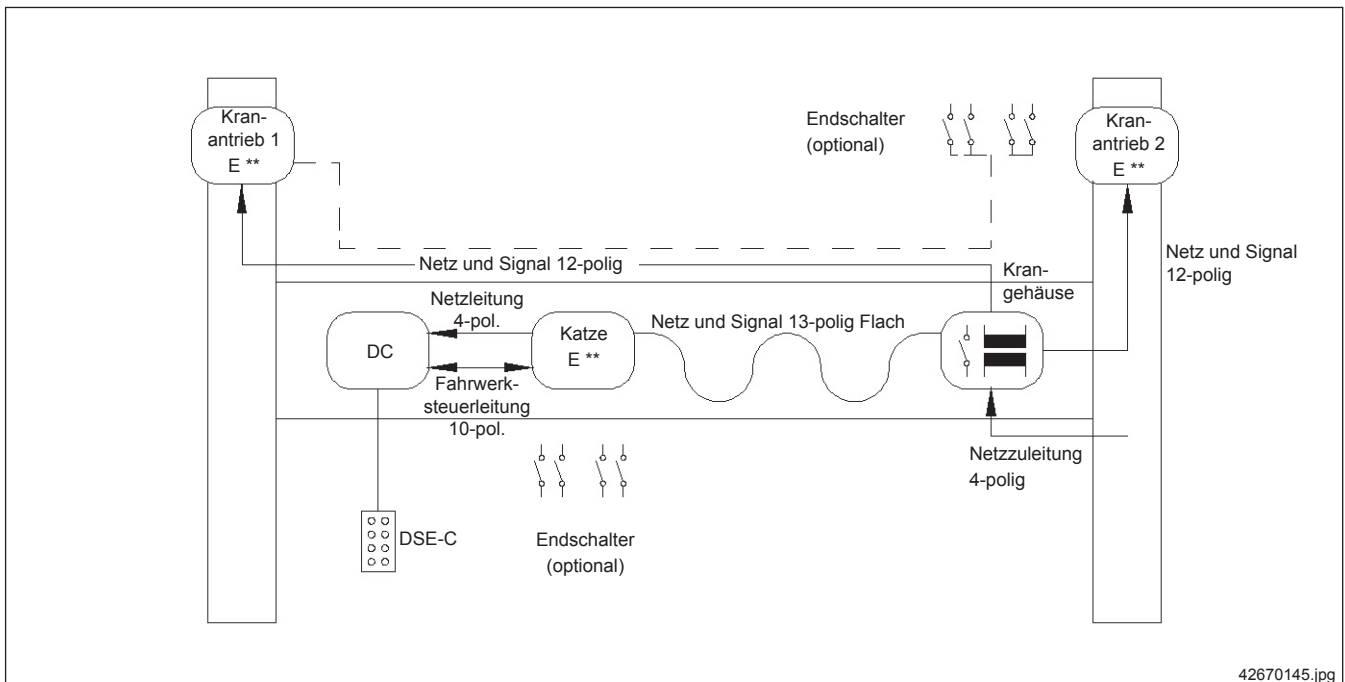 Kran-
antrieb 1
E **
Endschalter
(optional)
Kran-
antrieb 2
E **
Netz und Signal 12-polig
Netz und Signal
12-polig
Kran-
gehäuse
Netzleitung
4-pol.
DC
Katze
E **
Netz und Signal 13-polig Flach
Fahrwerk-
steuerleitung
10-pol.
Netzzuleitung
4-polig
DSE-C
Endschalter
(optional)
42670145.jpg